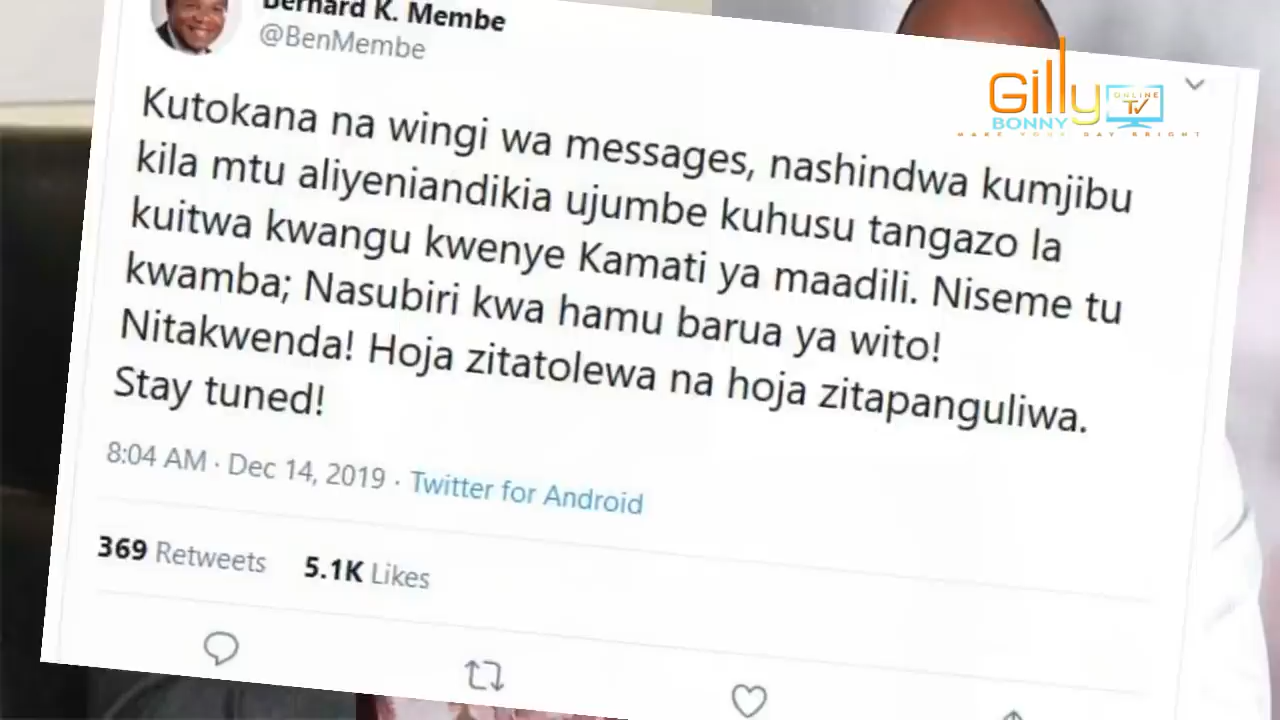 Bernard K. Membe
@BenMembe
Kutokana na wingi wa messages, nashindwa kumjibu
kila mtu aliyeniandikia ujumbe kuhusu tangazo la
kuitwa kwangu kwenye Kamati ya maadili. Niseme tu
kwamba; Nasubiri kwa hamu barua ya wito!
Nitakwenda! Hoja zitatolewa na hoja zitapanguliwa.
Stay tuned!
8:04 AM · Dec 14, 2019 · Twitter for Android
369 Retweets 5.1K Likes
Gilly
BONNY
ONLINE
TV
MAKE YOUR DAY BRIGHT